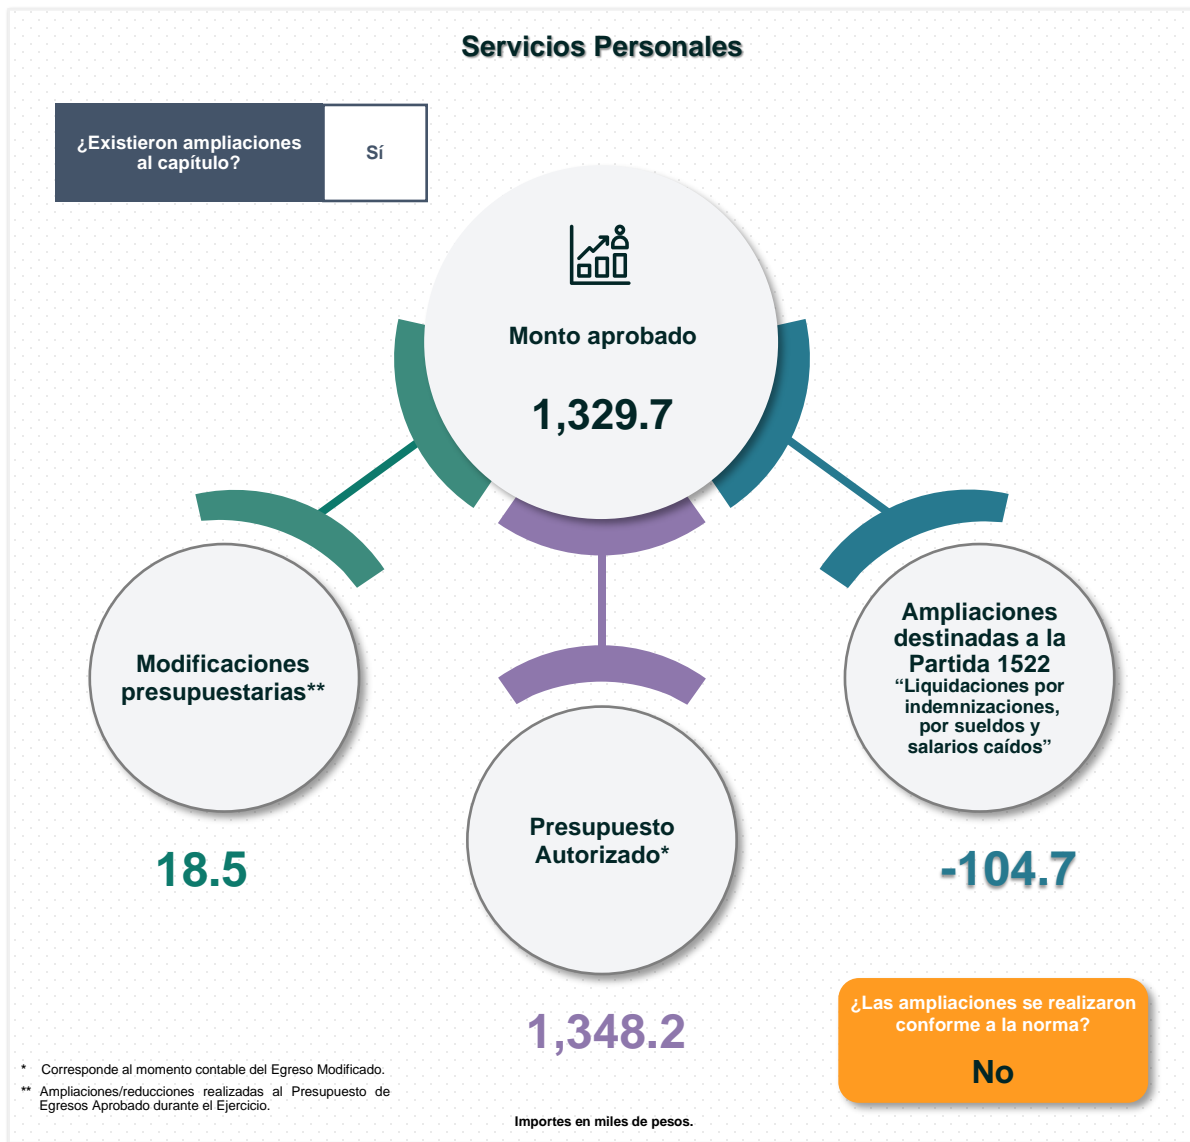 Servicios Personales
¿Existieron ampliaciones
al capítulo?
Sí
Monto aprobado
1,329.7
Modificaciones
presupuestarias**
18.5
Presupuesto
Autorizado*
1,348.2
Ampliaciones
destinadas a la
Partida 1522
“Liquidaciones por
indemnizaciones,
por sueldos y
salarios caídos”
-104.7
¿Las ampliaciones se realizaron
conforme a la norma?
No
* Corresponde al momento contable del Egreso Modificado.
** Ampliaciones/reducciones realizadas al Presupuesto de
Egresos Aprobado durante el Ejercicio.
Importes en miles de pesos.